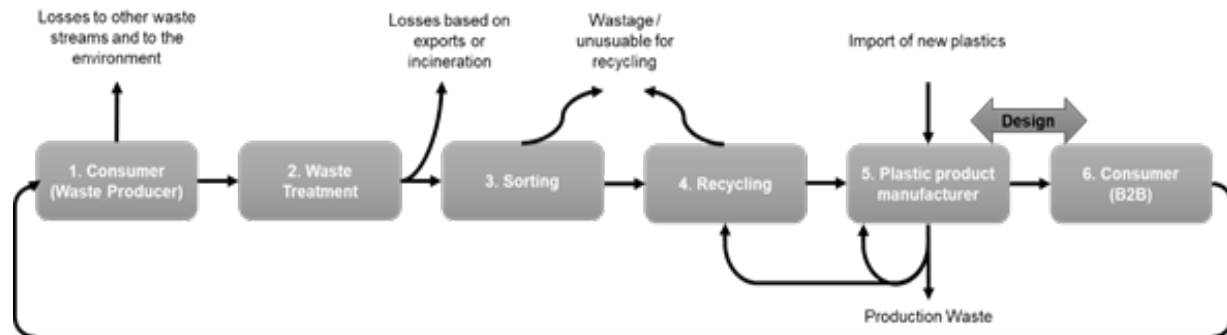 Losses to other waste
streams and to the
environment
Losses based on
exports or
incineration
Wastage /
unusuable for
recycling
Import of new plastics
Design
1. Consumer
(Waste Producer)
2. Waste
Treatment
3. Sorting
4. Recycling
5. Plastic product
manufacturer
6. Consumer
(B2B)
Production Waste